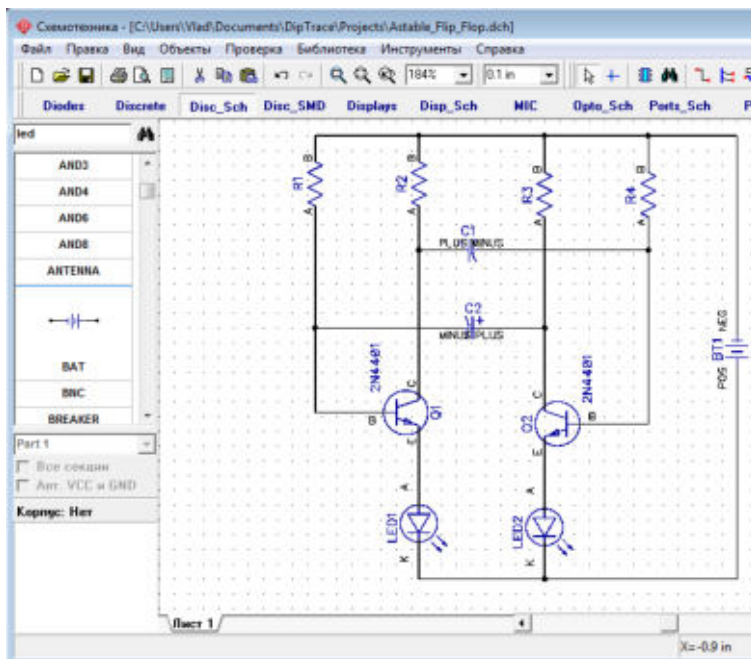 Схемотехника - [C:\Users\Vlad\Documents\DipTrace\Projects\Astable_Flip_Flop.dch]
Файл Правка Вид Объекты Проверка Библиотека Инструменты Справка
184% 0.1 in
Diodes Discrete Disc_Sch Disc_SMD Displays Disp_Sch MIC Opto_Sch Ports_Sch P
led
AND3
AND4
AND6
AND8
ANTENNA
BAT
BNC
BREAKER
Part 1
Все секции
Авт. VCC и GND
Корпус: Нет
B B B B
R1 R2 R3 R4
A A A A
C1
PLUS MINUS
C2
MINUS PLUS
NEG
BT1
POS
2N4401 2N4401
C C
B Q1 Q2 B
E E
A A
LED1 LED2
K K
Лист 1
X=-0.9 in